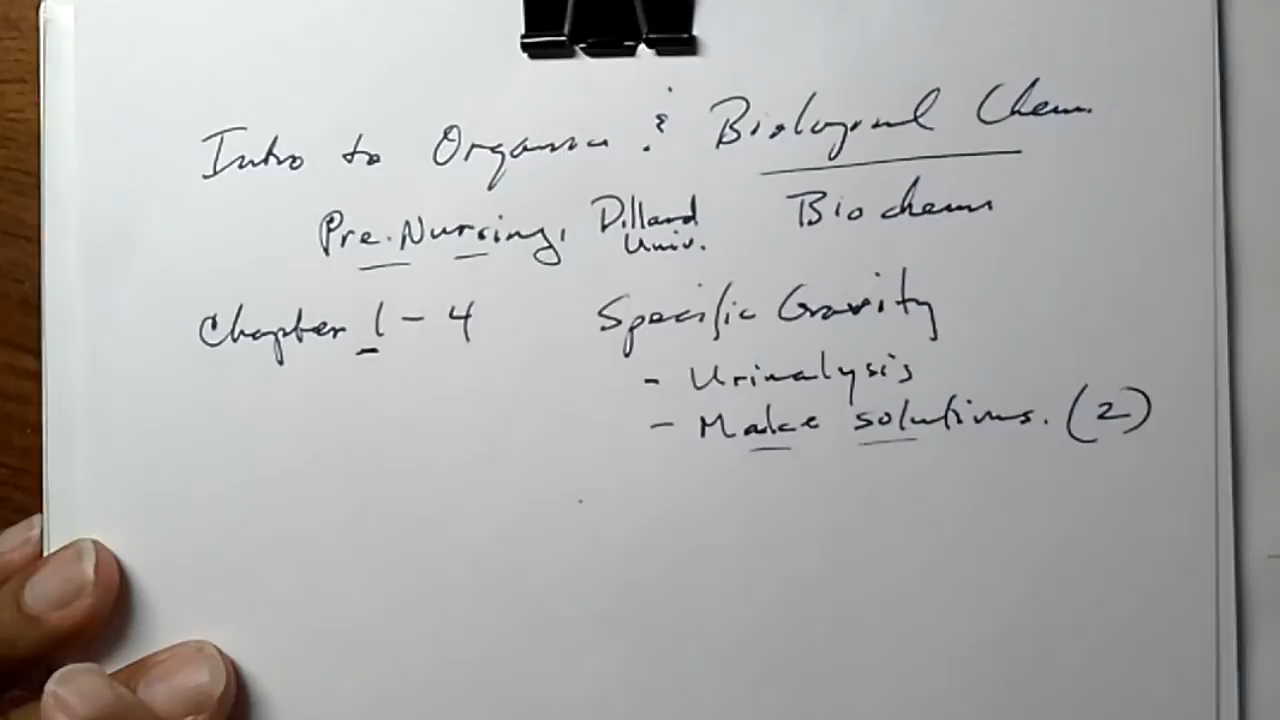 Intro to Organic & Biological Chem.
Pre-Nursing, Dillard Univ. Biochem
Chapter 1-4 Specific Gravity
- Urinalysis
- Make solutions. (2)